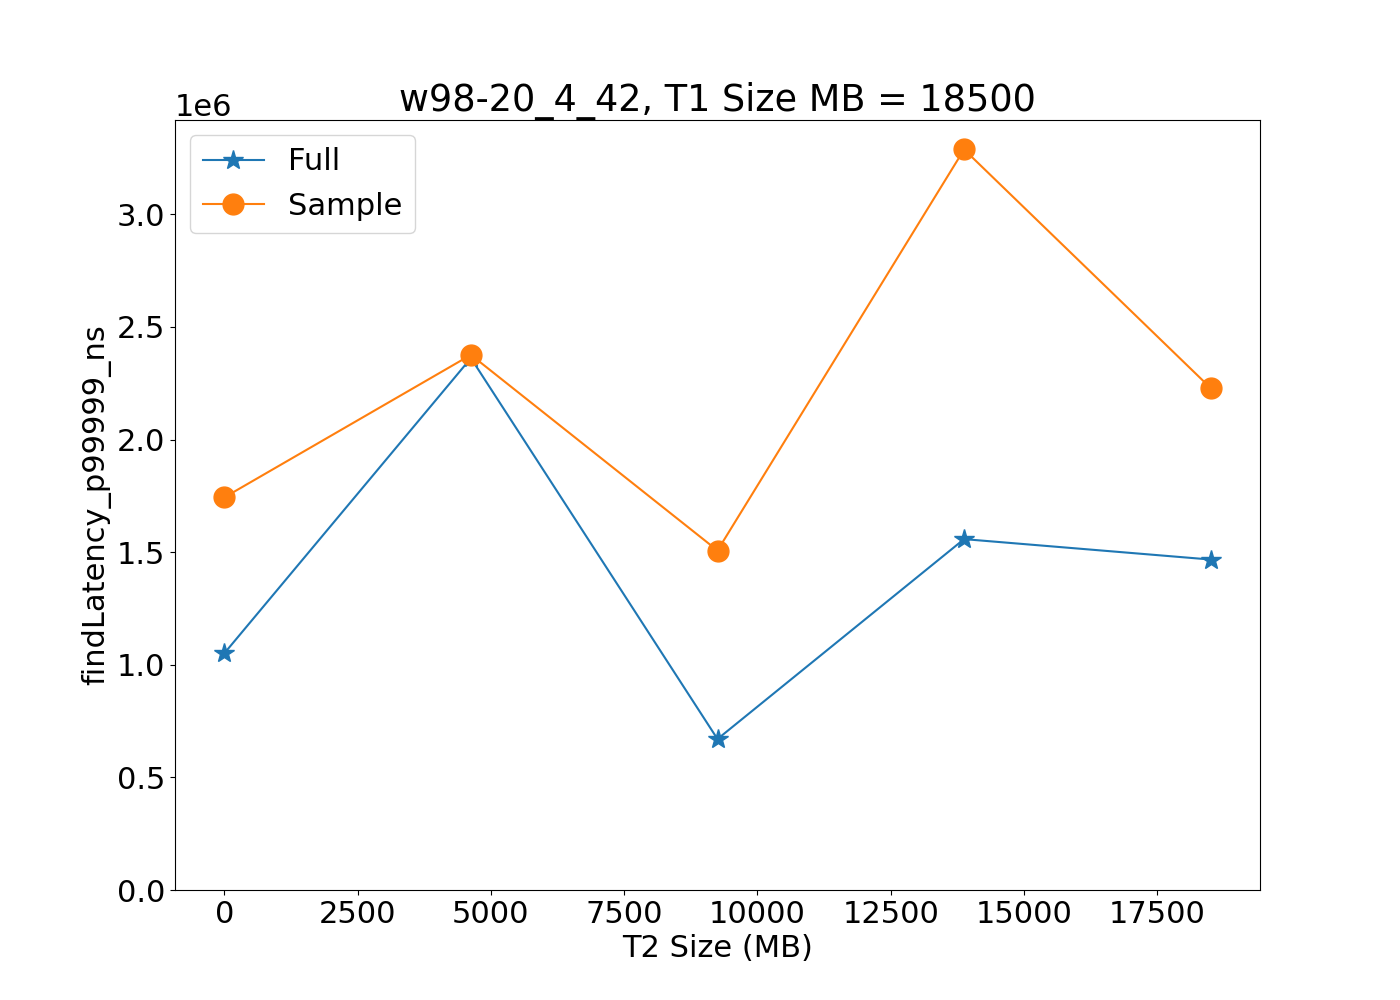 w98-20_4_42, T1 Size MB = 18500
1e6
Full
Sample
3.0
2.5
2.0
1.5
1.0
0.5
0.0
findLatency_p99999_ns
0 2500 5000 7500 10000 12500 15000 17500
T2 Size (MB)